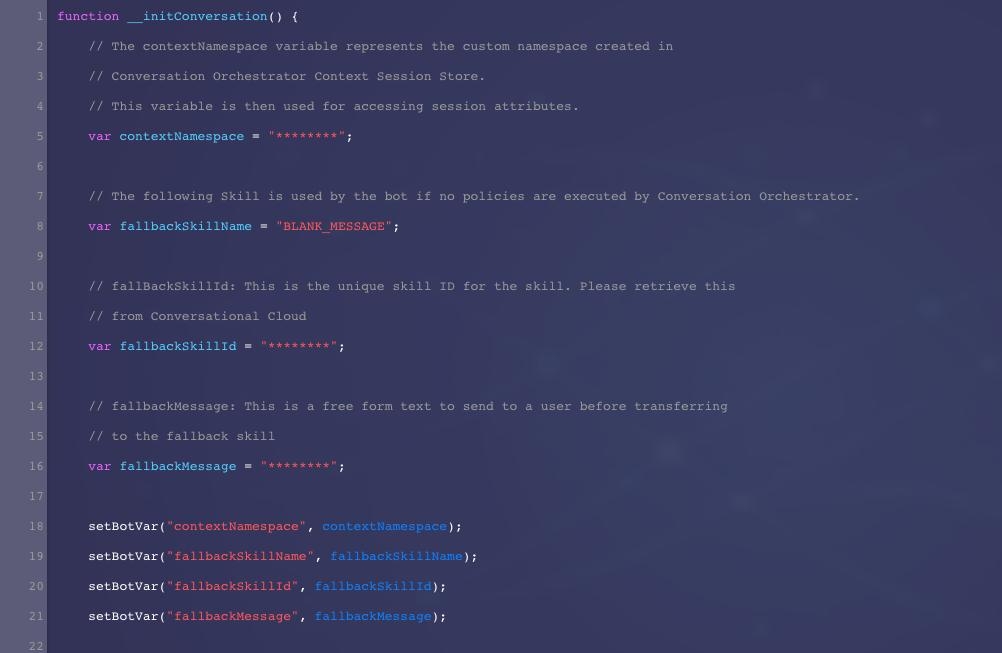 1 function __initConversation() {
2 // The contextNamespace variable represents the custom namespace created in
3 // Conversation Orchestrator Context Session Store.
4 // This variable is then used for accessing session attributes.
5 var contextNamespace = "********";
6
7 // The following Skill is used by the bot if no policies are executed by Conversation Orchestrator.
8 var fallbackSkillName = "BLANK_MESSAGE";
9
10 // fallBackSkillId: This is the unique skill ID for the skill. Please retrieve this
11 // from Conversational Cloud
12 var fallbackSkillId = "********";
13
14 // fallbackMessage: This is a free form text to send to a user before transferring
15 // to the fallback skill
16 var fallbackMessage = "********";
17
18 setBotVar("contextNamespace", contextNamespace);
19 setBotVar("fallbackSkillName", fallbackSkillName);
20 setBotVar("fallbackSkillId", fallbackSkillId);
21 setBotVar("fallbackMessage", fallbackMessage);
22